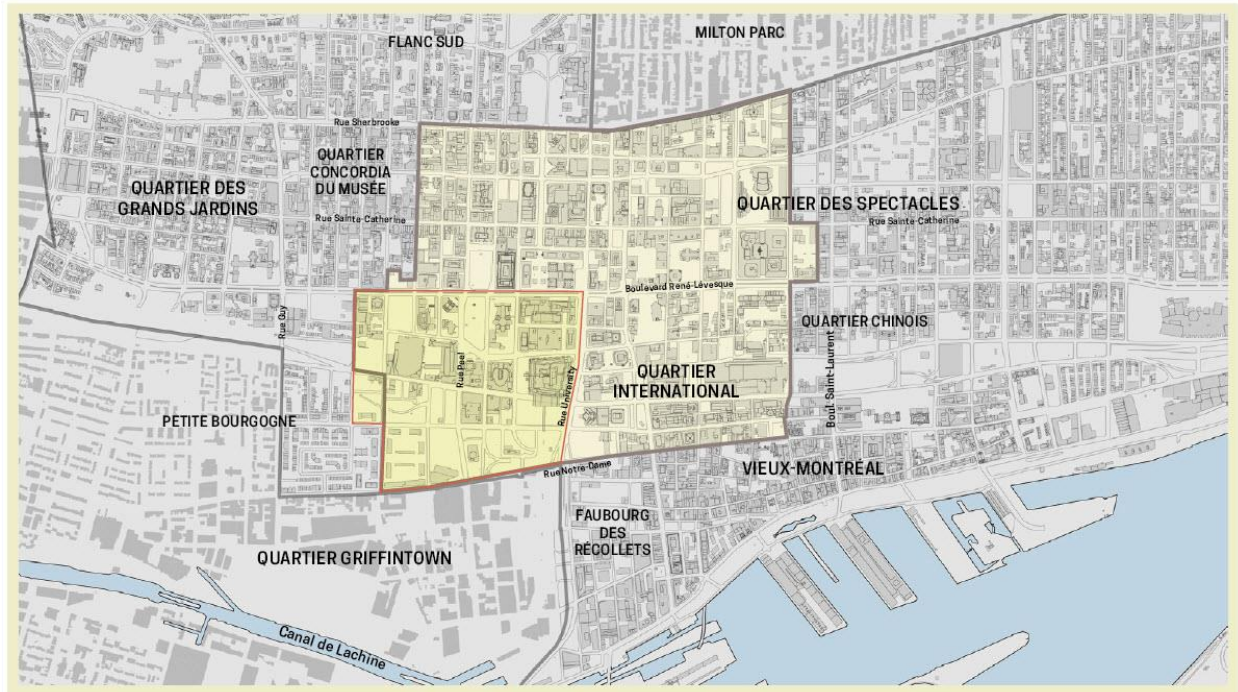 FLANC SUD
MILTON PARC
Rue Sherbrooke
QUARTIER
CONCORDIA
DU MUSÉE
QUARTIER DES
GRANDS JARDINS
QUARTIER DES SPECTACLES
Rue Sainte-Catherine
Rue Sainte-Catherine
Boulevard René-Lévesque
Rue Guy
QUARTIER CHINOIS
Rue Peel
Boul. Saint-Laurent
QUARTIER
INTERNATIONAL
Rue University
PETITE BOURGOGNE
Rue Notre-Dame
VIEUX-MONTRÉAL
FAUBOURG
DES
RÉCOLLETS
QUARTIER GRIFFINTOWN
Canal de Lachine